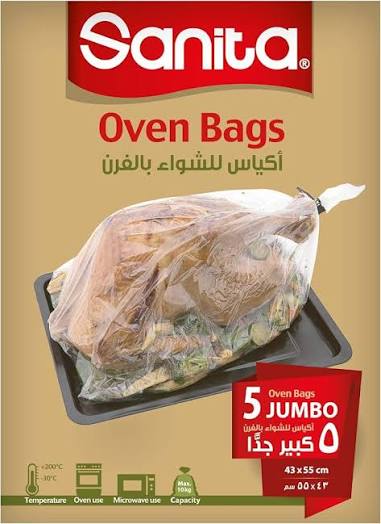 Sanita®
Oven Bags
أكياس للشواء بالفرن
5 Oven Bags
JUMBO
أكياس للشواء بالفرن
٥ كبير جدًّا
43 x 55 cm
٤٣ x ٥٥ سم
+200°C
-30°C
Max. 10kg
Temperature Oven use Microwave use Capacity